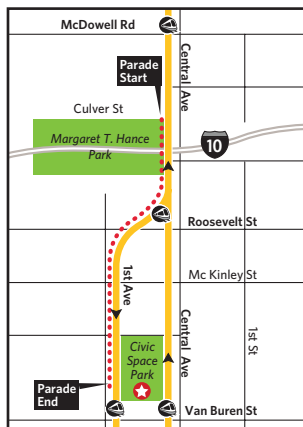 McDowell Rd
Central Ave
Parade
Start
Culver St
Margaret T. Hance
Park
10
Roosevelt St
1st Ave
Mc Kinley St
Civic
Space
Park
Central Ave
1st St
Parade
End
Van Buren St